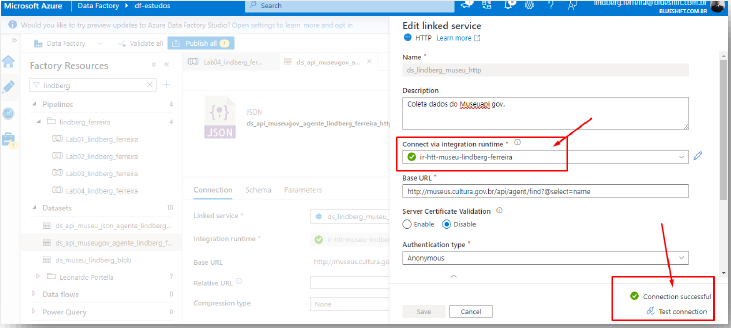 Microsoft Azure
Data Factory
df-estudos
Search
lindberg.ferreira@blueshift.com.br
BLUESHIFT.COM.BR
Would you like to try preview updates to Azure Data Factory Studio? Open settings to learn more and opt in
Data Factory
Validate all
Publish all
1
Factory Resources
lindberg
Pipelines
4
lindberg_ferreira
4
Lab01_lindberg_ferreira
Lab02_lindberg_ferreira
Lab03_lindberg_ferreira
Lab04_lindberg_ferreira
Datasets
10
ds_api_museu_json_agente_lindberg...
ds_api_museugov_agente_lindberg_f...
ds_museu_lindberg_blob
Leonardo Portella
7
Data flows
Power Query
Lab04_lindberg_fer...
ds_api_museugov_a...
JSON
JSON
ds_api_museugov_agente_lindberg_ferreira_http
Connection
Schema
Parameters
Linked service *
ds_lindberg_museu_
Integration runtime *
ir-htt-museu-lindber
Base URL
http://museus.cultura.gov
Relative URL
Compression type
None
Edit linked service
HTTP
Learn more
Name *
ds_lindberg_museu_http
Description
Coleta dados do Museuapi gov.
Connect via integration runtime *
ir-htt-museu-lindberg-ferreira
Base URL *
http://museus.cultura.gov.br/api/agent/find?@select=name
Server Certificate Validation
Enable
Disable
Authentication type *
Anonymous
Connection successful
Save
Cancel
Test connection